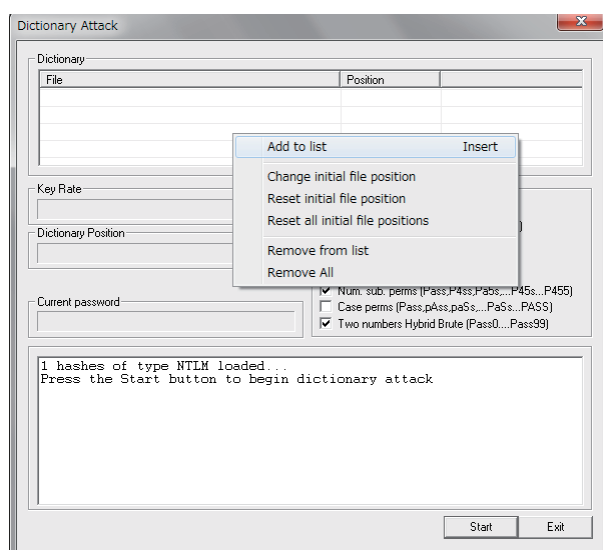 Dictionary Attack
Dictionary
File Position
Add to list Insert
Change initial file position
Reset initial file position
Reset all initial file positions
Remove from list
Remove All
Key Rate
Dictionary Position
Num. sub. perms (Pass,P4ss,Pa5s,...P45s...P455)
Current password
Case perms (Pass,pAss,paSs,...PaSs...PASS)
Two numbers Hybrid Brute (Pass0....Pass99)
1 hashes of type NTLM loaded...
Press the Start button to begin dictionary attack
Start Exit